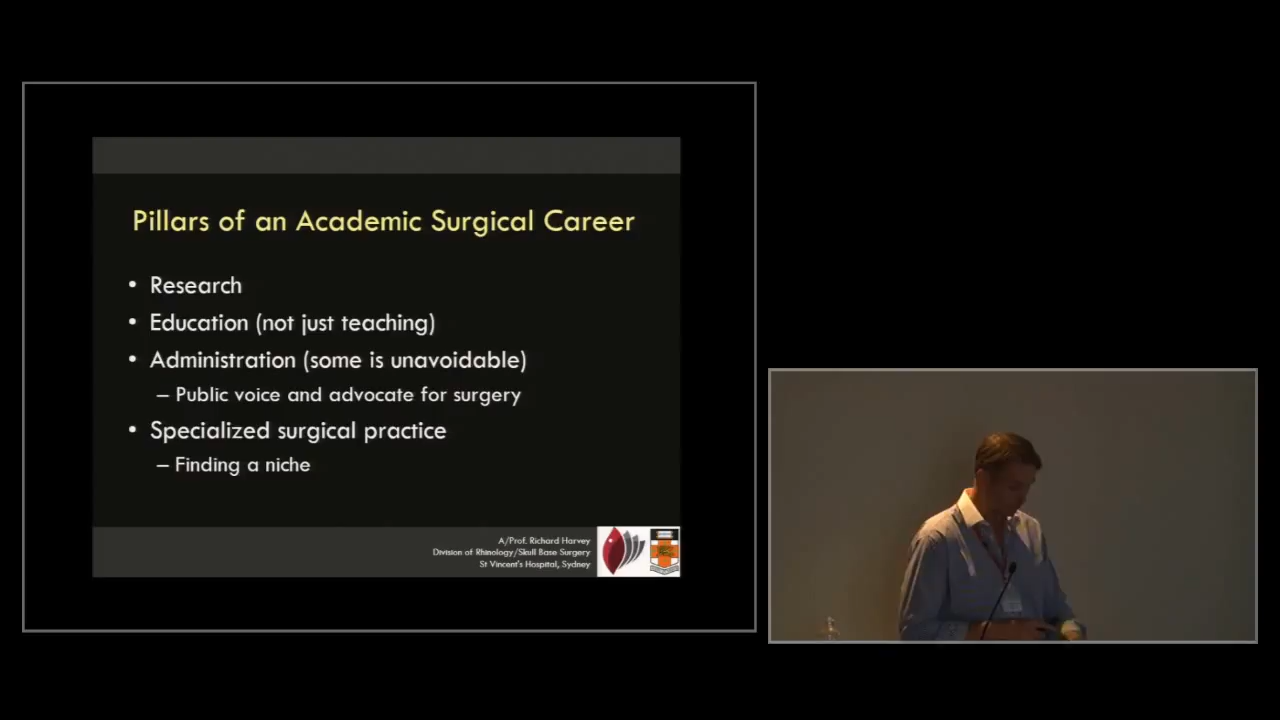 Pillars of an Academic Surgical Career
• Research
• Education (not just teaching)
• Administration (some is unavoidable)
– Public voice and advocate for surgery
• Specialized surgical practice
– Finding a niche
A/Prof. Richard Harvey
Division of Rhinology/Skull Base Surgery
St Vincent's Hospital, Sydney